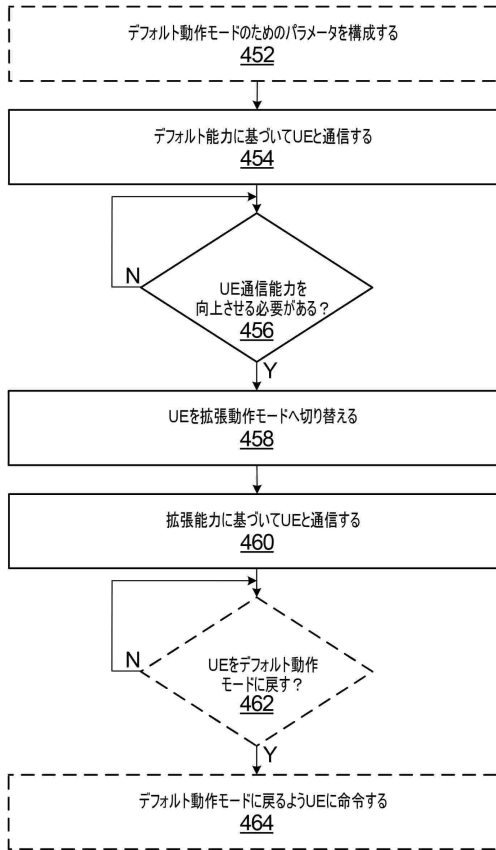 デフォルト動作モードのためのパラメータを構成する
452
デフォルト能力に基づいてUEと通信する
454
N
UE通信能力を
向上させる必要がある？
456
Y
UEを拡張動作モードへ切り替える
458
拡張能力に基づいてUEと通信する
460
N
UEをデフォルト動作
モードに戻す？
462
Y
デフォルト動作モードに戻るようUEに命令する
464